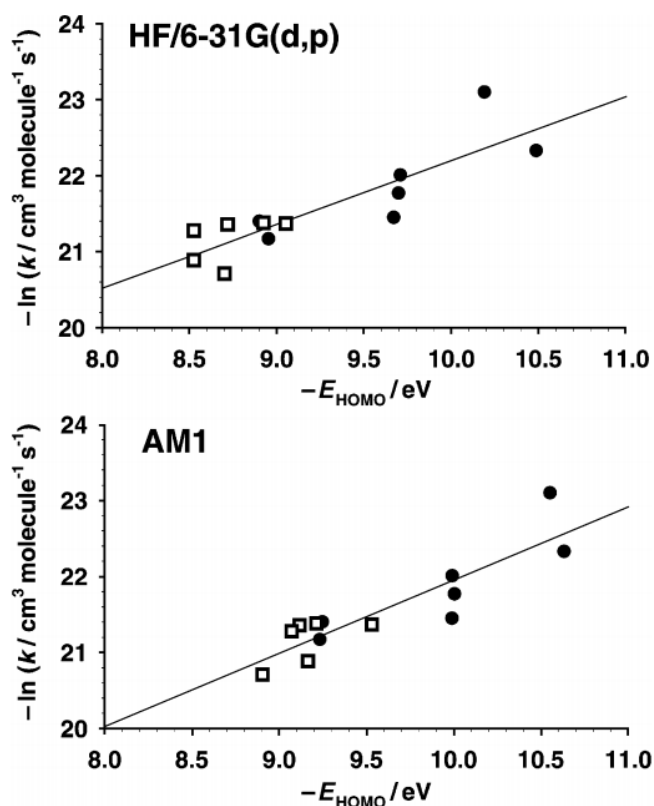 HF/6-31G(d,p)
24
23
22
21
20
– ln (k / cm³ molecule⁻¹ s⁻¹)
8.0 8.5 9.0 9.5 10.0 10.5 11.0
–E_HOMO / eV
AM1
24
23
22
21
20
– ln (k / cm³ molecule⁻¹ s⁻¹)
8.0 8.5 9.0 9.5 10.0 10.5 11.0
–E_HOMO / eV